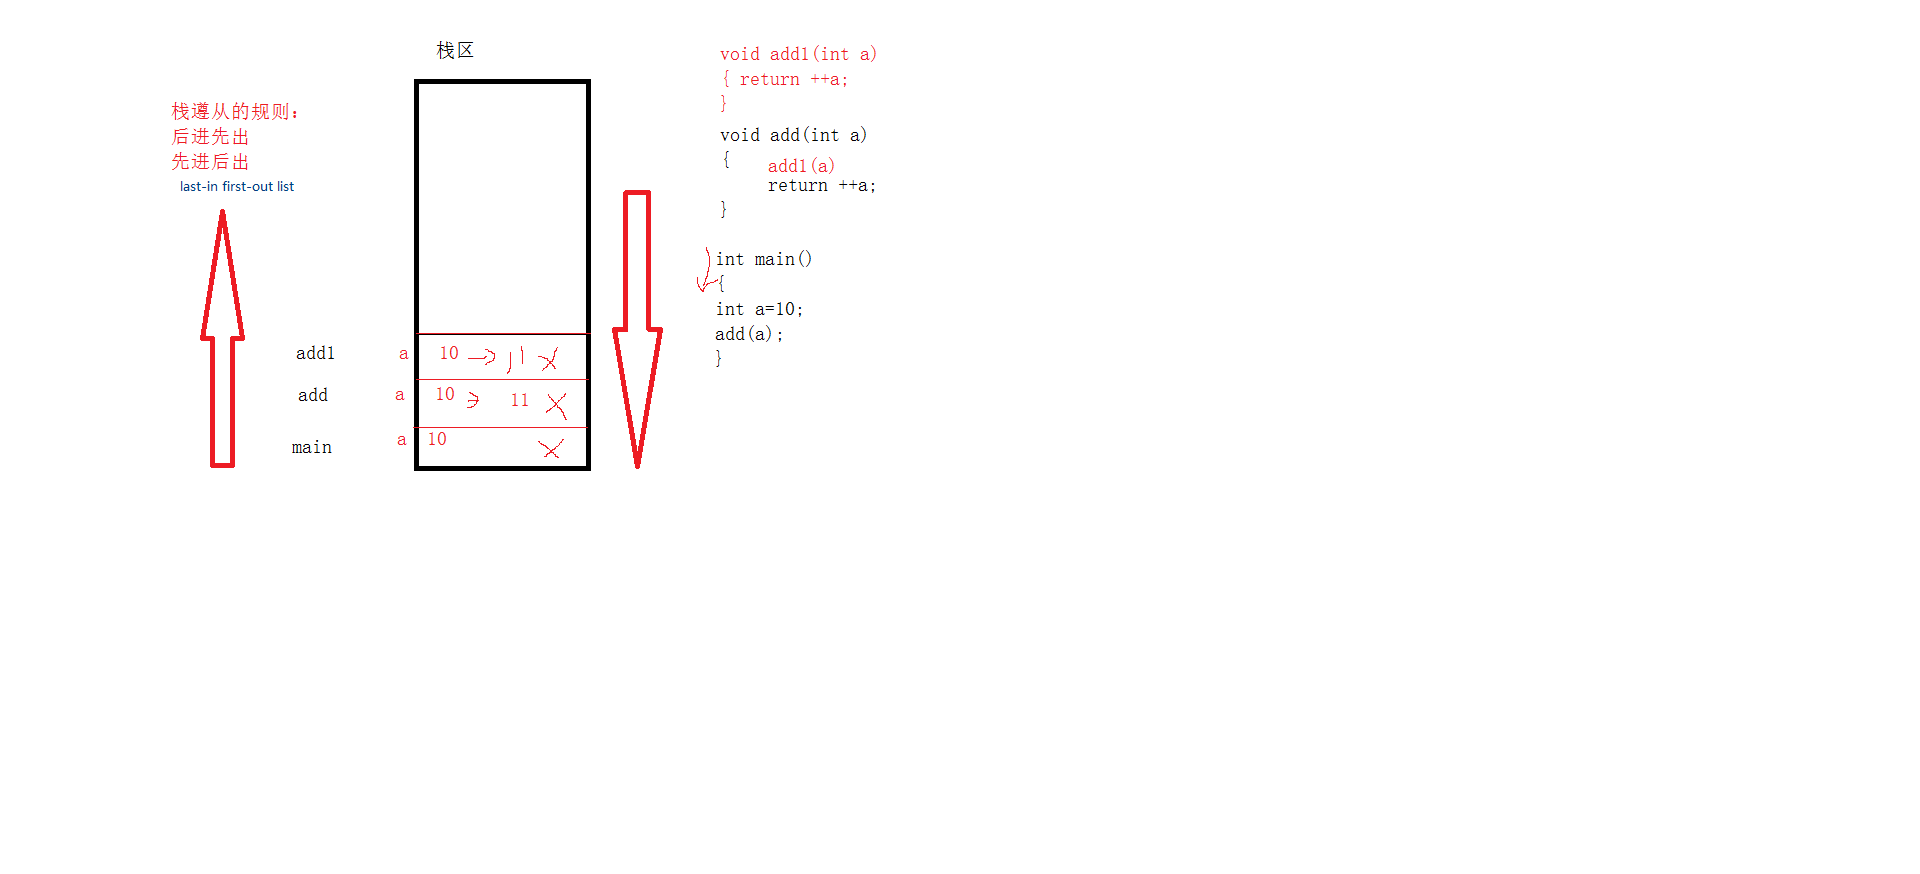 栈区
栈遵从的规则：
后进先出
先进后出
last-in first-out list
add1 a 10 → 11 ×
add a 10 → 11 ×
main a 10 ×
void add1(int a)
{ return ++a;
}
void add(int a)
{
add1(a)
return ++a;
}
int main()
{
int a=10;
add(a);
}